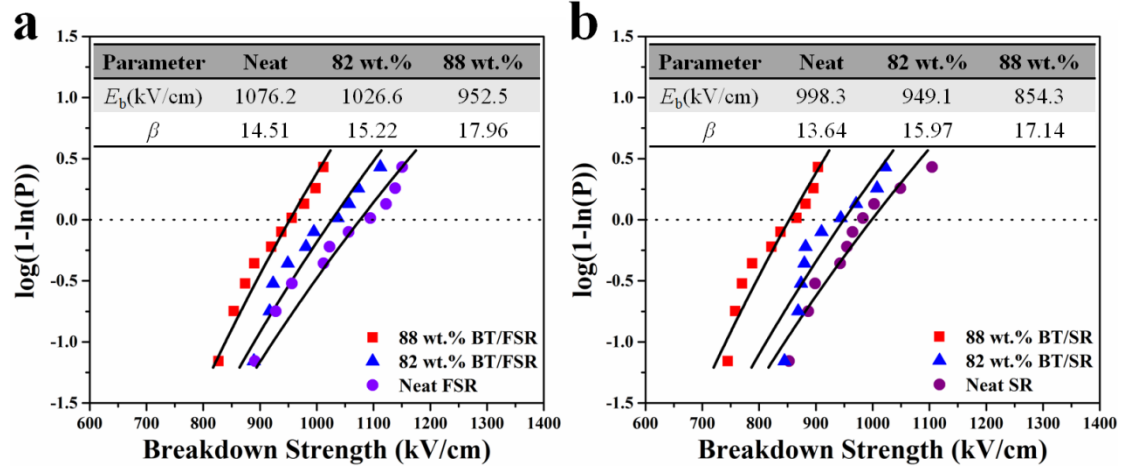 a
Parameter Neat 82 wt.% 88 wt.%
Eb(kV/cm) 1076.2 1026.6 952.5
β 14.51 15.22 17.96
log(1-ln(P))
1.5
1.0
0.5
0.0
-0.5
-1.0
-1.5
88 wt.% BT/FSR
82 wt.% BT/FSR
Neat FSR
600 700 800 900 1000 1100 1200 1300 1400
Breakdown Strength (kV/cm)
b
Parameter Neat 82 wt.% 88 wt.%
Eb(kV/cm) 998.3 949.1 854.3
β 13.64 15.97 17.14
log(1-ln(P))
1.5
1.0
0.5
0.0
-0.5
-1.0
-1.5
88 wt.% BT/SR
82 wt.% BT/SR
Neat SR
600 700 800 900 1000 1100 1200 1300 1400
Breakdown Strength (kV/cm)